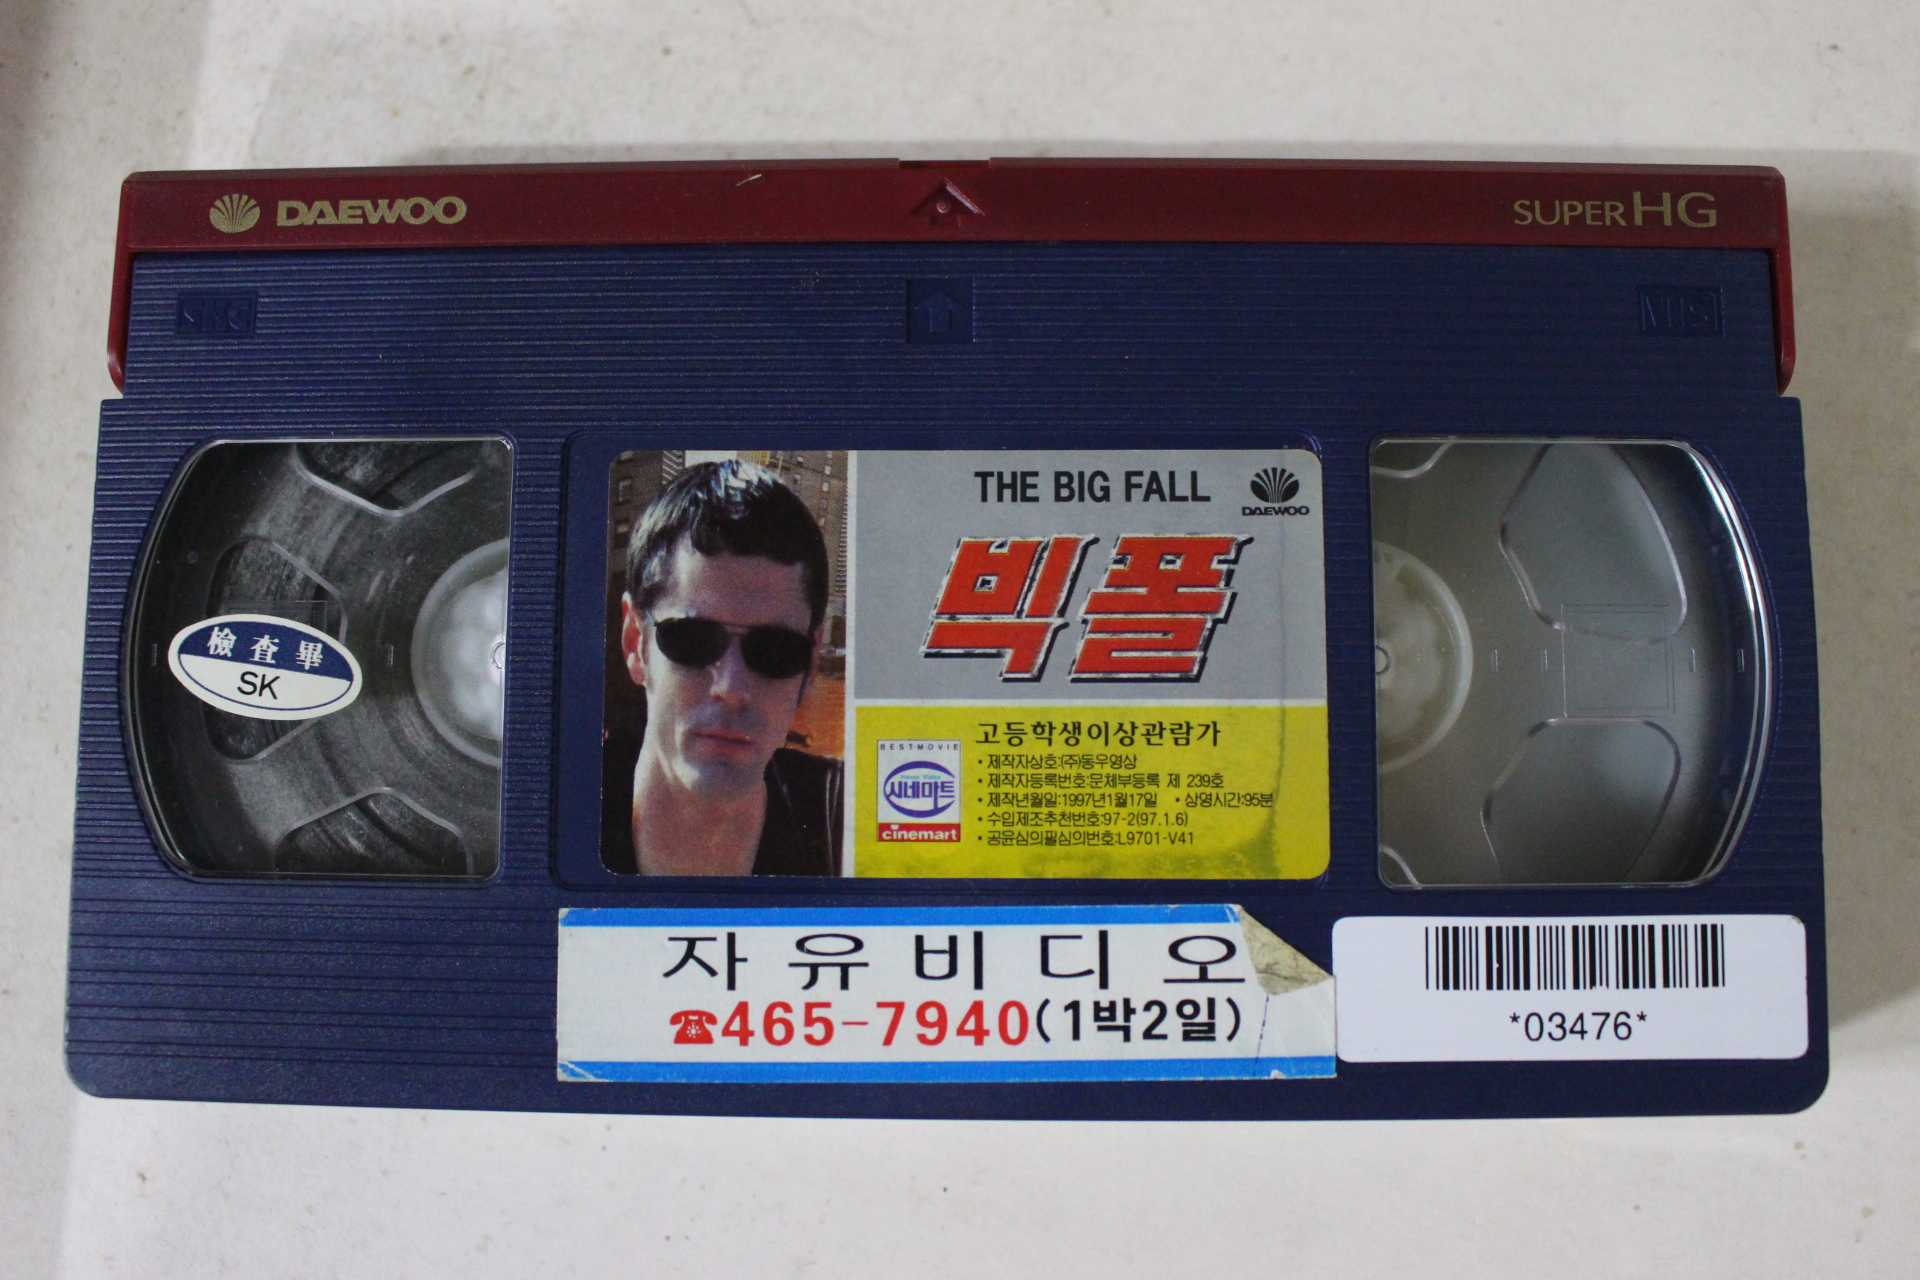 DAEWOO
SUPER HG
VHS
THE BIG FALL
DAEWOO
빅폴
檢查畢
SK
고등학생이상관람가
BESTMOVIE
Home Video
시네마트
cinemart
• 제작자상호:(주)동우영상
• 제작자등록번호:문체부등록 제 239호
• 제작년월일:1997년1월17일 • 상영시간:95분
• 수입제조추천번호:97-2(97.1.6)
• 공윤심의필심의번호:L9701-V41
자유비디오
☎465-7940(1박2일)
*03476*